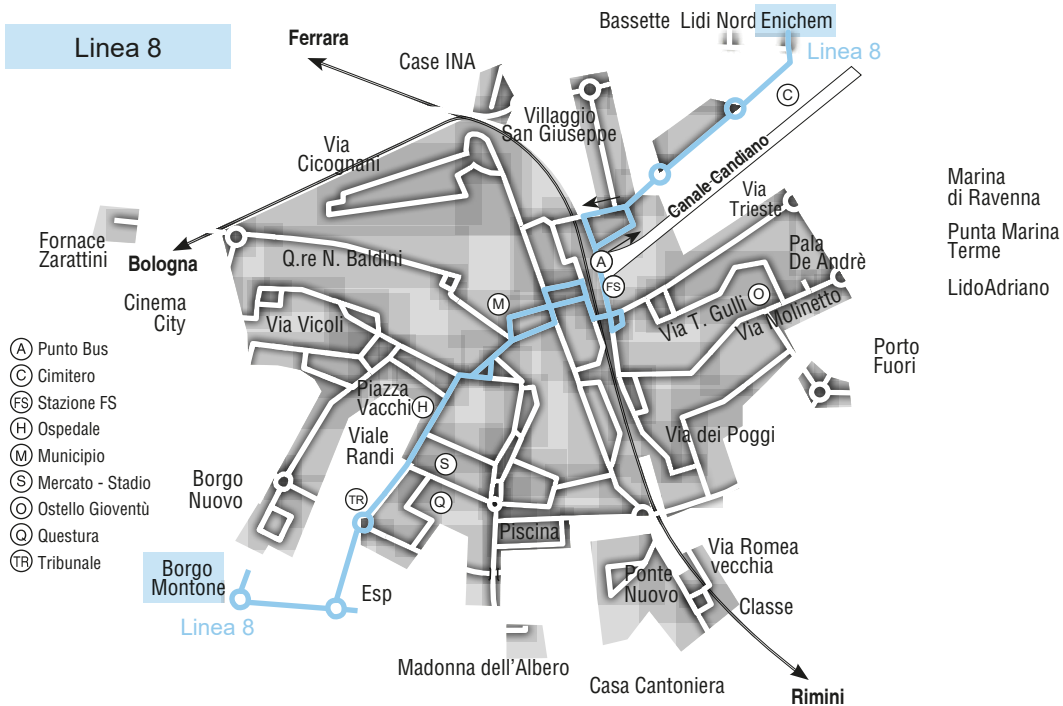 Linea 8
Ferrara
Case INA
Bassette
Lidi Nord
Enichem
Linea 8
C
Villaggio
San Giuseppe
Via
Cicognani
Canale Candiano
Via
Trieste
Marina
di Ravenna
Punta Marina
Terme
LidoAdriano
Fornace
Zarattini
Bologna
Q.re N. Baldini
A
FS
Pala
De Andrè
Cinema
City
M
Via T. Gulli
O
Via Molinetto
Via Vicoli
Porto
Fuori
A Punto Bus
C Cimitero
FS Stazione FS
H Ospedale
M Municipio
S Mercato - Stadio
O Ostello Gioventù
Q Questura
TR Tribunale
Piazza
Vacchi
H
Viale
Randi
Via dei Poggi
S
Borgo
Nuovo
TR
Q
Piscina
Via Romea
vecchia
Borgo
Montone
Ponte
Nuovo
Esp
Classe
Linea 8
Madonna dell'Albero
Casa Cantoniera
Rimini